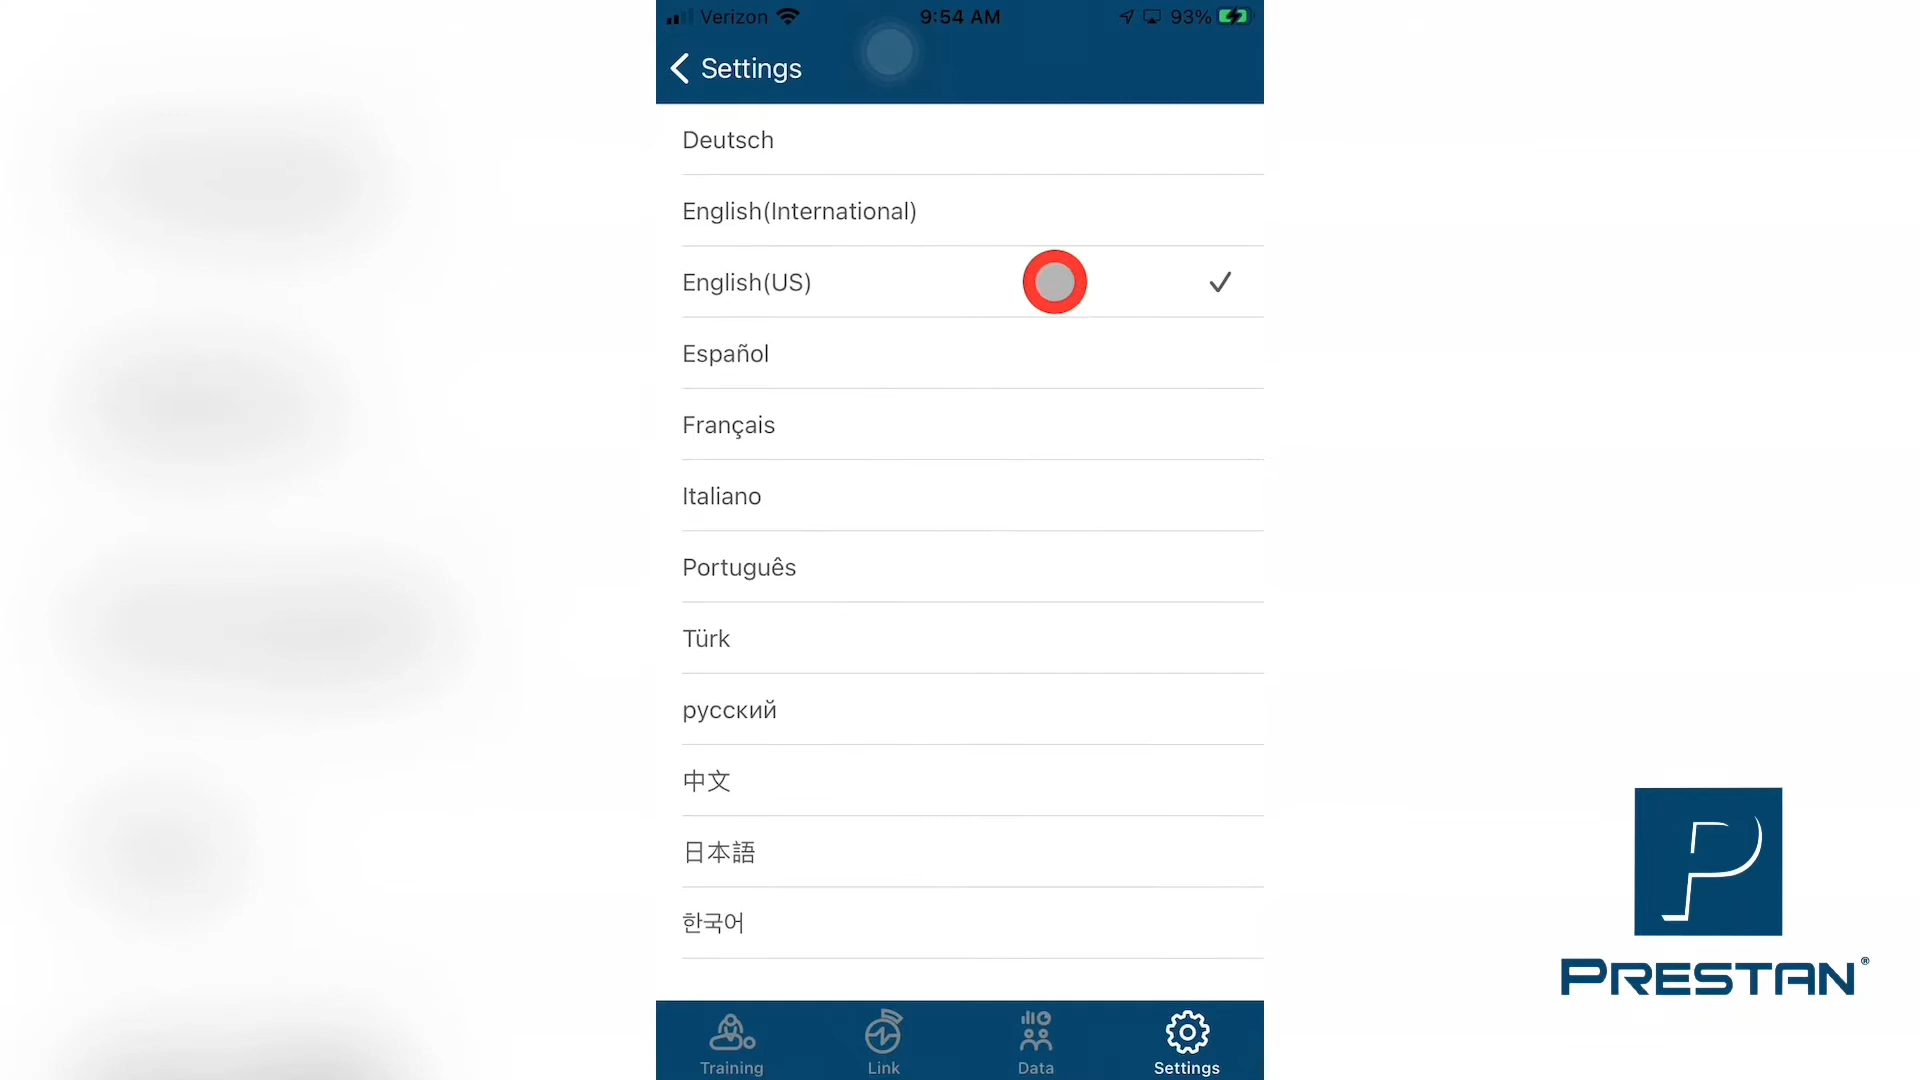 Verizon 9:54 AM 93%
Settings
Deutsch
English(International)
English(US)
Español
Français
Italiano
Português
Türk
русский
中文
日本語
한국어
Training Link Data Settings
P
PRESTAN®